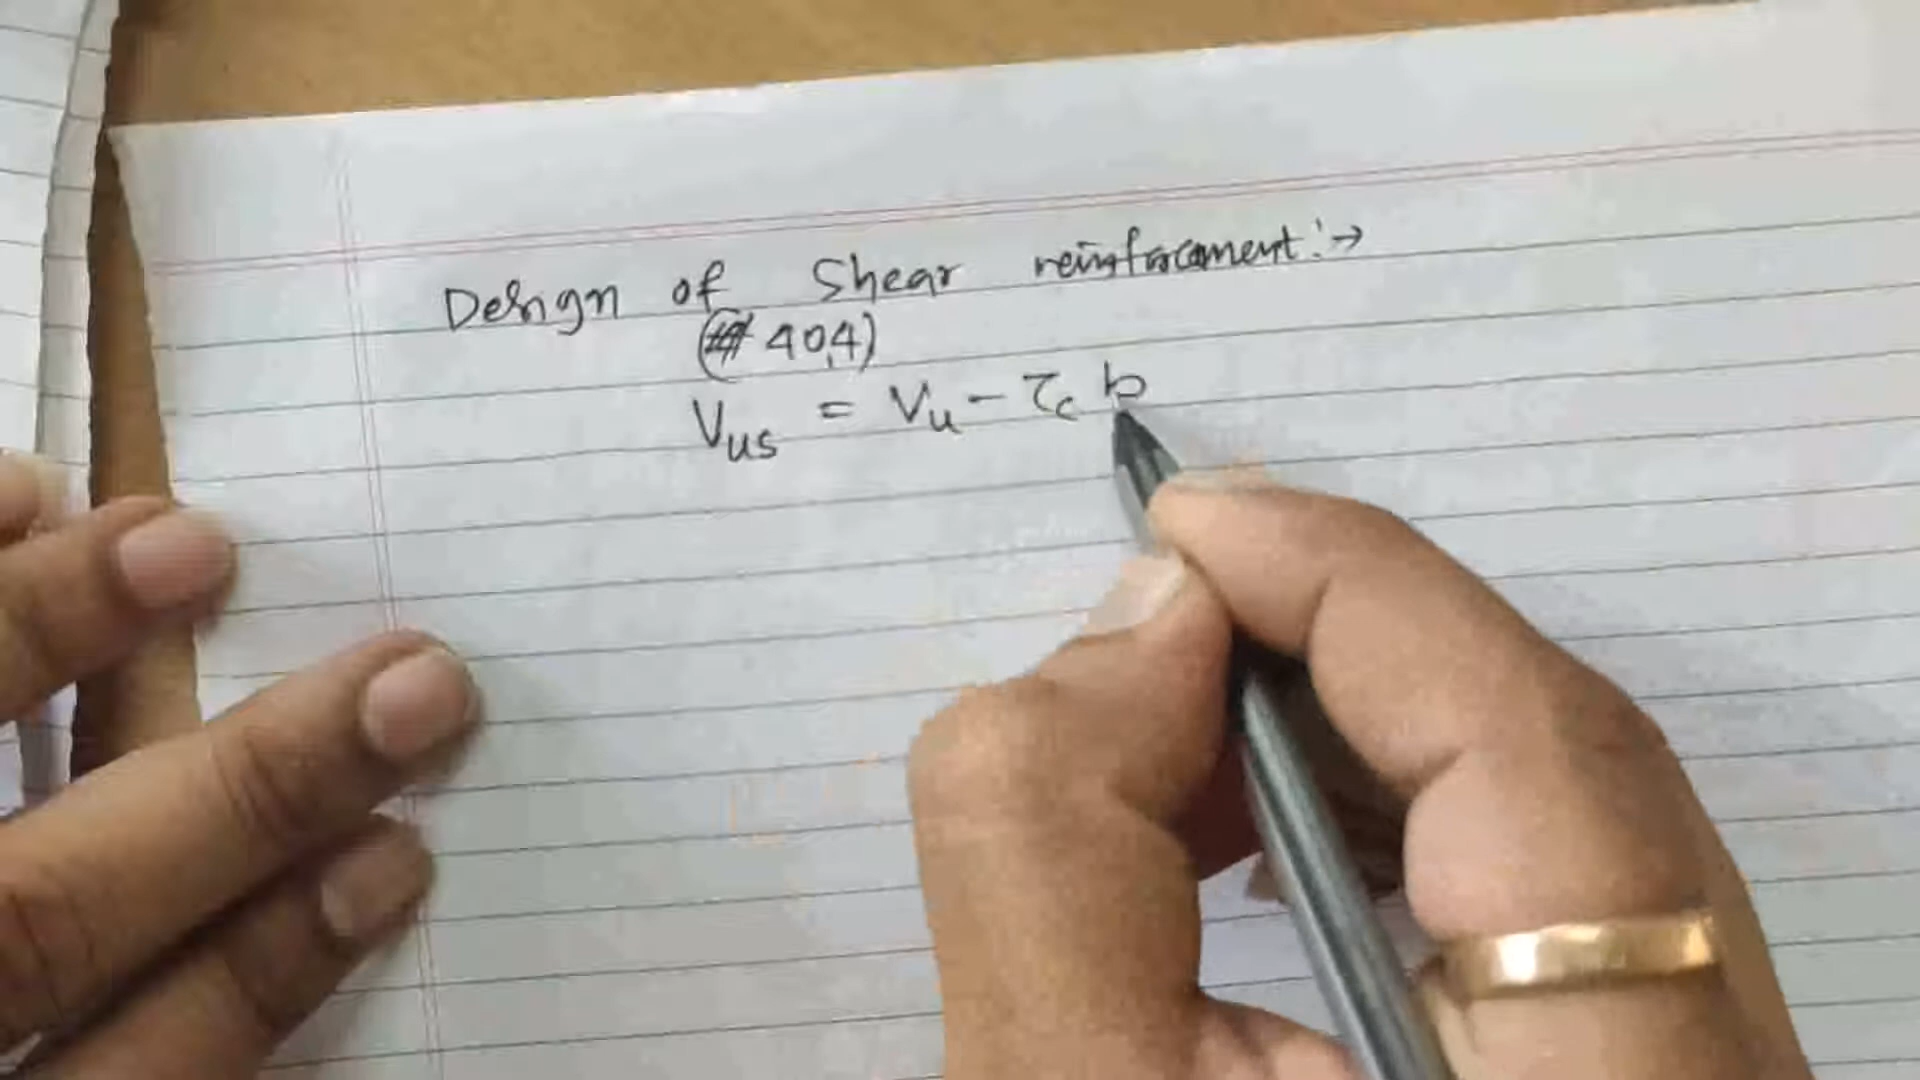 Design of Shear reinforcement:→
(40.4)
Vus = Vu - τc b